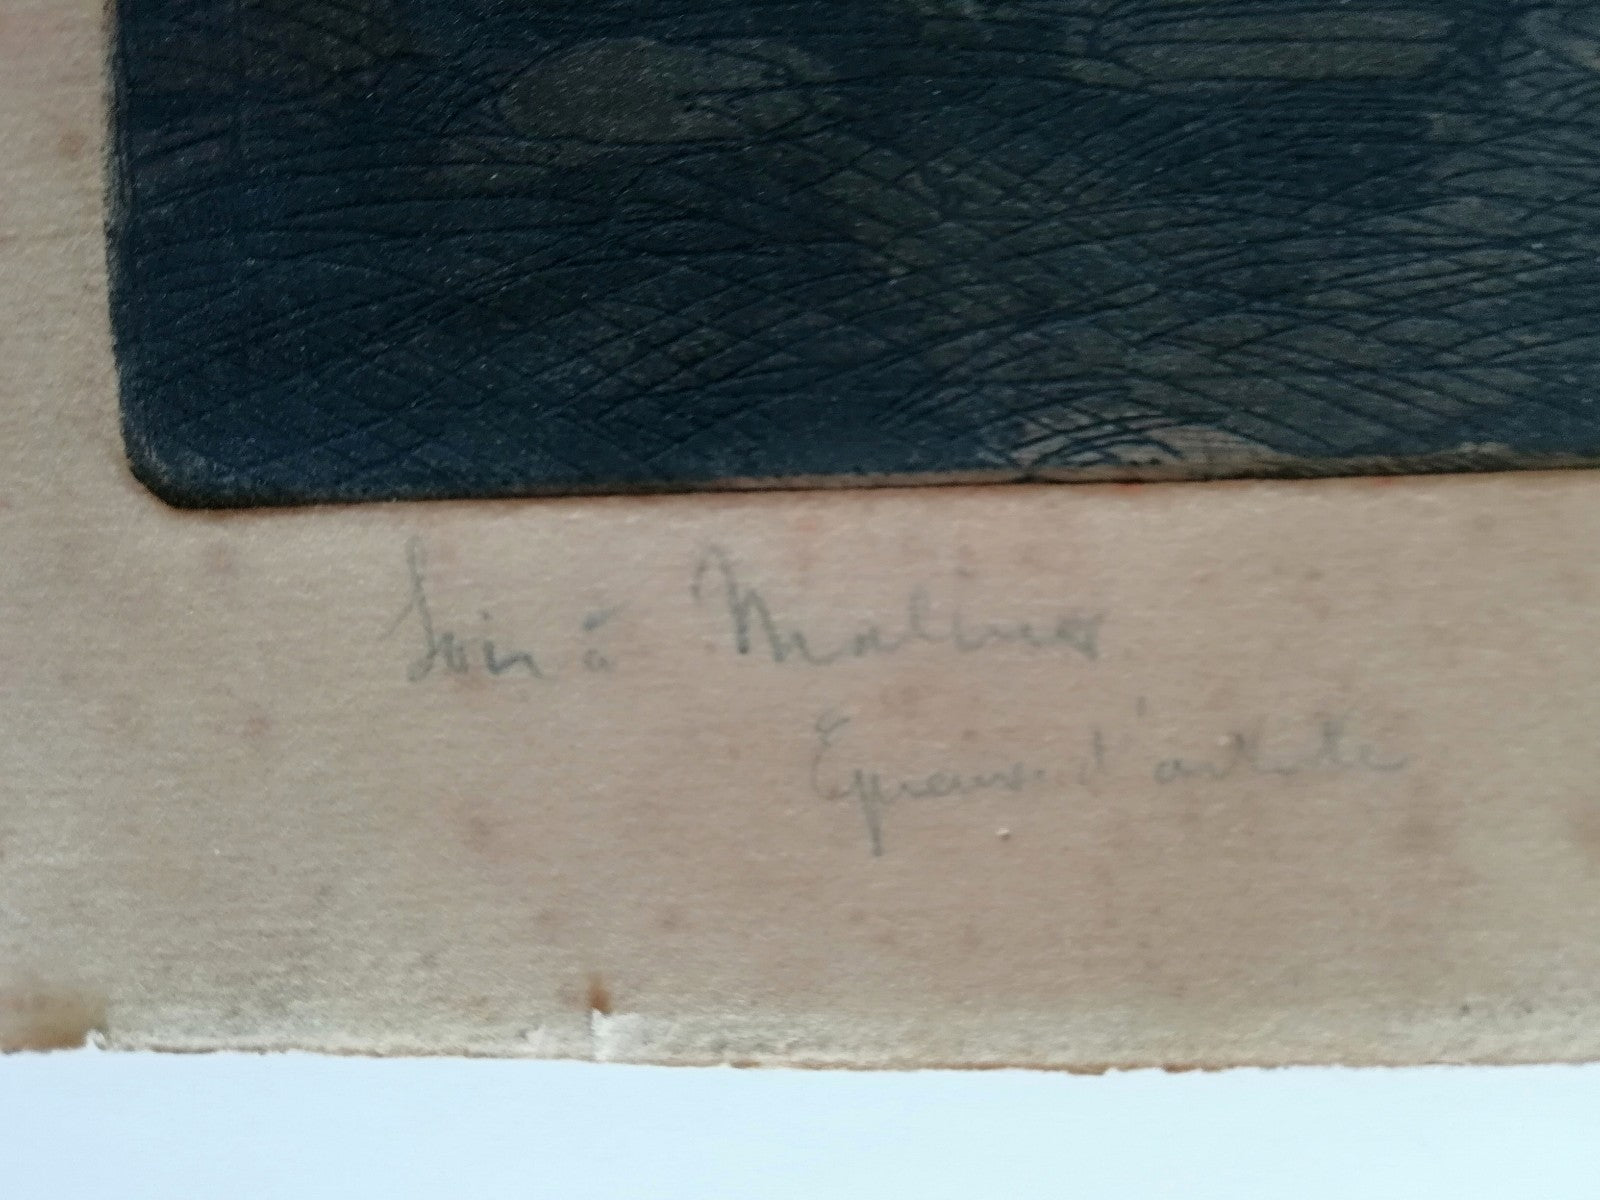 Soir à Malines
Epreuve d'artiste